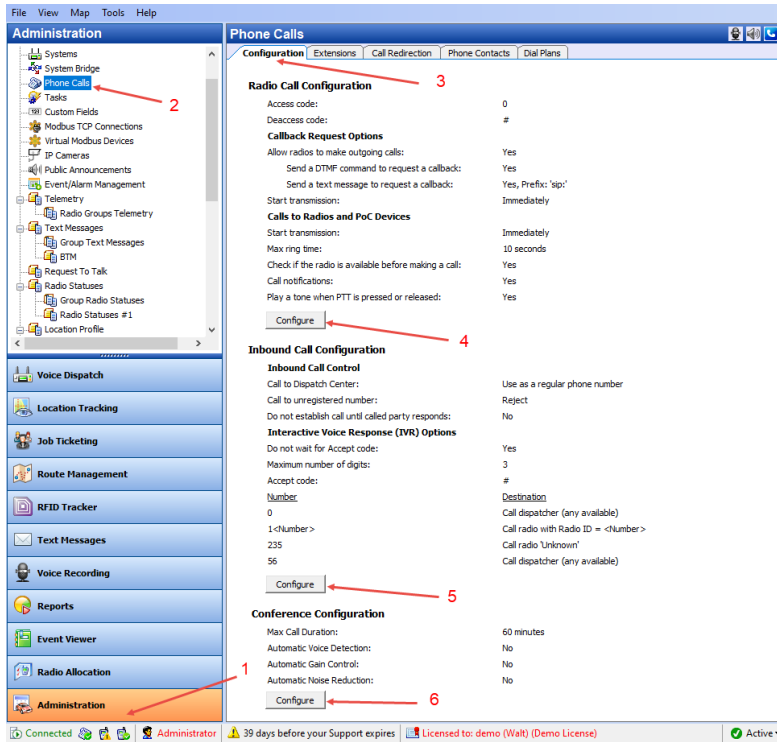 File View Map Tools Help
Administration
Systems
System Bridge
Phone Calls
Tasks
Custom Fields
Modbus TCP Connections
Virtual Modbus Devices
IP Cameras
Public Announcements
Event/Alarm Management
Telemetry
Radio Groups Telemetry
Text Messages
Group Text Messages
BTM
Request To Talk
Radio Statuses
Group Radio Statuses
Radio Statuses #1
Location Profile
2
Voice Dispatch
Location Tracking
Job Ticketing
Route Management
RFID Tracker
Text Messages
Voice Recording
Reports
Event Viewer
Radio Allocation
Administration
1
Phone Calls
Configuration Extensions Call Redirection Phone Contacts Dial Plans
3
Radio Call Configuration
Access code: 0
Deaccess code: #
Callback Request Options
Allow radios to make outgoing calls: Yes
Send a DTMF command to request a callback: Yes
Send a text message to request a callback: Yes, Prefix: 'sip:'
Start transmission: Immediately
Calls to Radios and PoC Devices
Start transmission: Immediately
Max ring time: 10 seconds
Check if the radio is available before making a call: Yes
Call notifications: Yes
Play a tone when PTT is pressed or released: Yes
Configure
4
Inbound Call Configuration
Inbound Call Control
Call to Dispatch Center: Use as a regular phone number
Call to unregistered number: Reject
Do not establish call until called party responds: No
Interactive Voice Response (IVR) Options
Do not wait for Accept code: Yes
Maximum number of digits: 3
Accept code: #
Number Destination
0 Call dispatcher (any available)
1<Number> Call radio with Radio ID = <Number>
235 Call radio 'Unknown'
56 Call dispatcher (any available)
Configure
5
Conference Configuration
Max Call Duration: 60 minutes
Automatic Voice Detection: No
Automatic Gain Control: No
Automatic Noise Reduction: No
Configure
6
Connected Administrator 39 days before your Support expires Licensed to: demo (Walt) (Demo License) Active